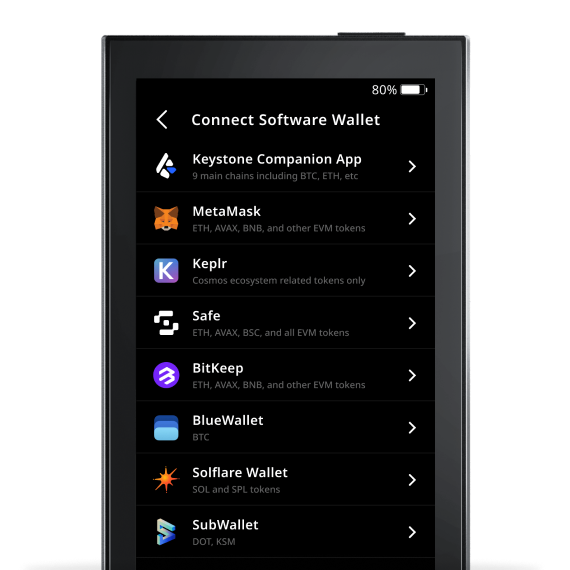 80%
Connect Software Wallet
Keystone Companion App
9 main chains including BTC, ETH, etc
MetaMask
ETH, AVAX, BNB, and other EVM tokens
Keplr
Cosmos ecosystem related tokens only
Safe
ETH, AVAX, BSC, and all EVM tokens
BitKeep
ETH, AVAX, BNB, and other EVM tokens
BlueWallet
BTC
Solflare Wallet
SOL and SPL tokens
SubWallet
DOT, KSM